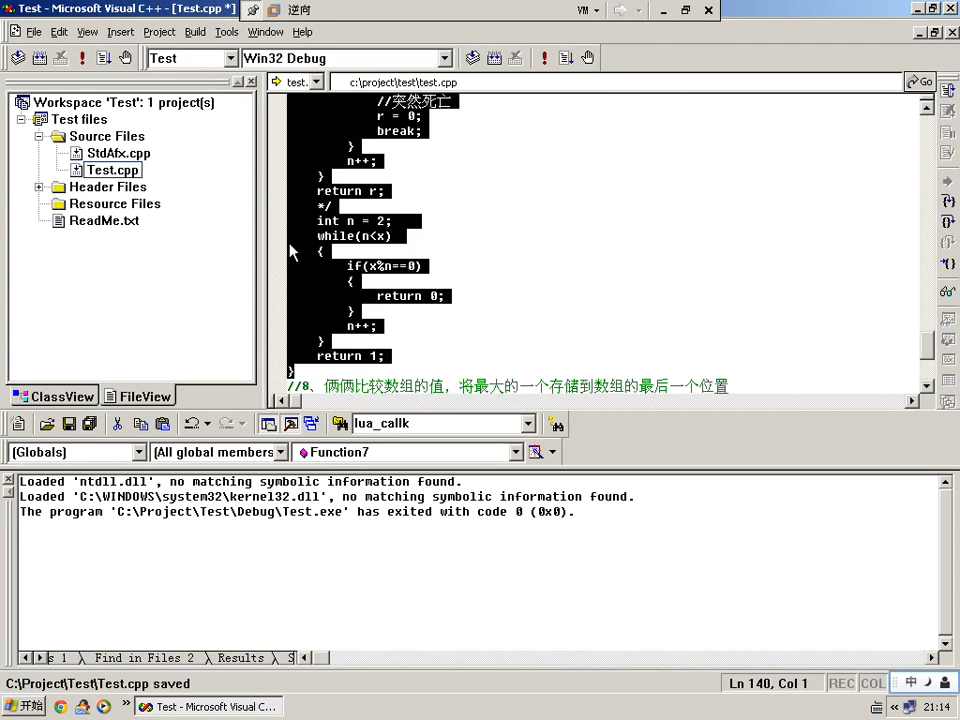 Test - Microsoft Visual C++ - [Test.cpp *]
逆向
VM
File Edit View Insert Project Build Tools Window Help
Test
Win32 Debug
test.
c:\project\test\test.cpp
Go
Workspace 'Test': 1 project(s)
Test files
Source Files
StdAfx.cpp
Test.cpp
Header Files
Resource Files
ReadMe.txt
ClassView
FileView
//突然死亡
r = 0;
break;
}
n++;
}
return r;
*/
int n = 2;
while(n<x)
{
if(x%n==0)
{
return 0;
}
n++;
}
return 1;
}
//8、俩俩比较数组的值，将最大的一个存储到数组的最后一个位置
lua_callk
(Globals)
(All global members
Function7
Loaded 'ntdll.dll', no matching symbolic information found.
Loaded 'C:\WINDOWS\system32\kernel32.dll', no matching symbolic information found.
The program 'C:\Project\Test\Debug\Test.exe' has exited with code 0 (0x0).
s 1
Find in Files 2
Results
S
C:\Project\Test\Test.cpp saved
Ln 140, Col 1
REC COL
中
开始
Test - Microsoft Visual C...
21:14